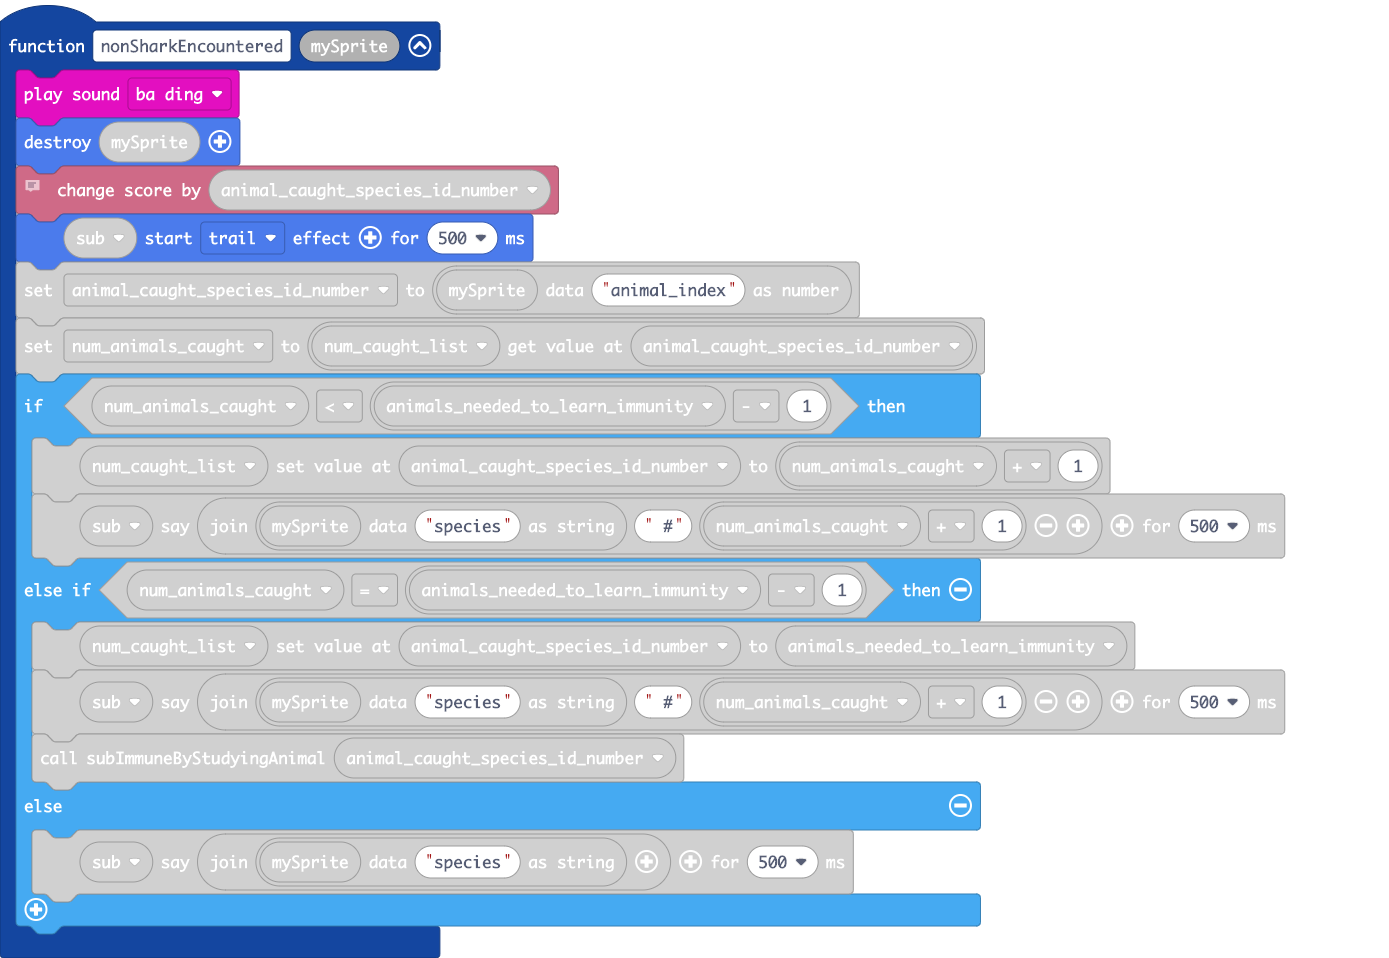 function nonSharkEncountered mySprite
play sound ba ding
destroy mySprite
change score by animal_caught_species_id_number
sub start trail effect for 500 ms
set animal_caught_species_id_number to mySprite data "animal_index" as number
set num_animals_caught to num_caught_list get value at animal_caught_species_id_number
if num_animals_caught < animals_needed_to_learn_immunity - 1 then
num_caught_list set value at animal_caught_species_id_number to num_animals_caught + 1
sub say join mySprite data "species" as string " #" num_animals_caught + 1 for 500 ms
else if num_animals_caught = animals_needed_to_learn_immunity - 1 then
num_caught_list set value at animal_caught_species_id_number to animals_needed_to_learn_immunity
sub say join mySprite data "species" as string " #" num_animals_caught + 1 for 500 ms
call subImmuneByStudyingAnimal animal_caught_species_id_number
else
sub say join mySprite data "species" as string for 500 ms